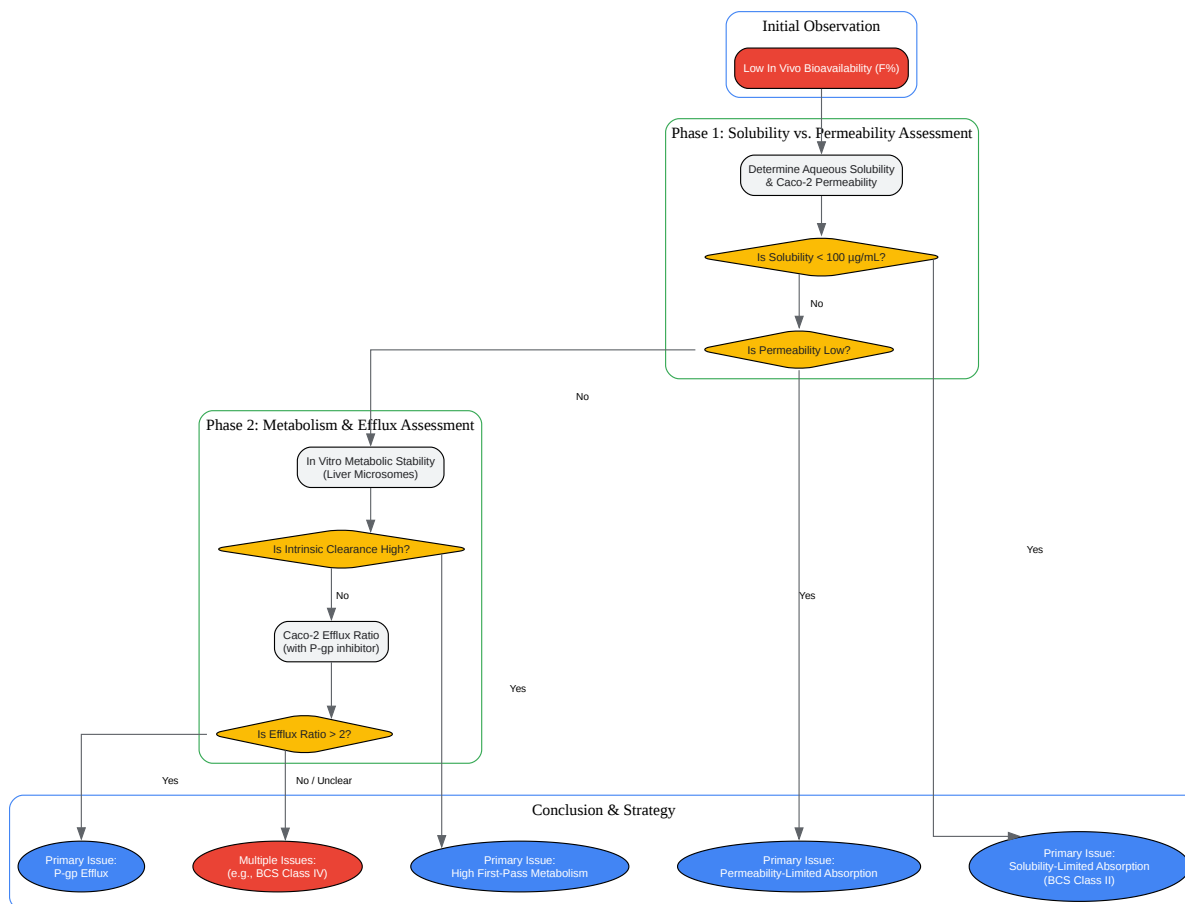 Initial Observation
Low In Vivo Bioavailability (F%)
Phase 1: Solubility vs. Permeability Assessment
Determine Aqueous Solubility
& Caco-2 Permeability
Is Solubility < 100 µg/mL?
No
Is Permeability Low?
No
Phase 2: Metabolism & Efflux Assessment
In Vitro Metabolic Stability
(Liver Microsomes)
Is Intrinsic Clearance High?
Yes
No
Yes
Caco-2 Efflux Ratio
(with P-gp inhibitor)
Yes
Is Efflux Ratio > 2?
Yes
No / Unclear
Conclusion & Strategy
Primary Issue:
P-gp Efflux
Multiple Issues:
(e.g., BCS Class IV)
Primary Issue:
High First-Pass Metabolism
Primary Issue:
Permeability-Limited Absorption
Primary Issue:
Solubility-Limited Absorption
(BCS Class II)